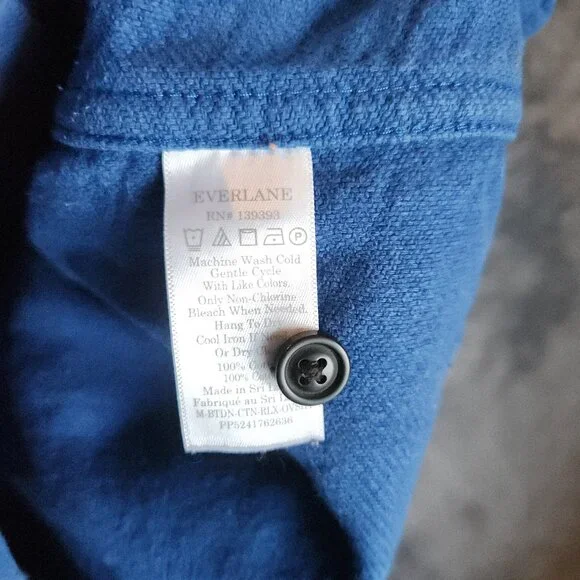 EVERLANE
RN# 139393
P
Machine Wash Cold
Gentle Cycle
With Like Colors.
Only Non-Chlorine
Bleach When Needed.
Hang To
Cool Iron
Or Dry
100%
100%
Made in Sri
Fabriqué au Sri
PP5241762636